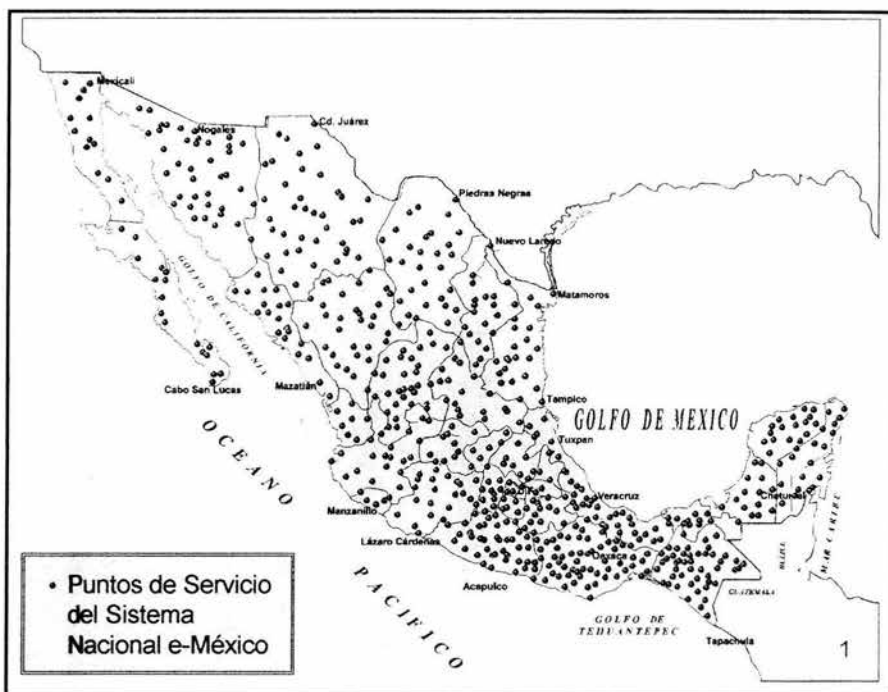 Mexicali
Nogales
Cd. Juárez
Piedras Negras
Nuevo Laredo
GOLFO DE CALIFORNIA
Matamoros
Cabo San Lucas
Mazatlán
Tampico
GOLFO DE MEXICO
Tuxpan
OCEANO
Veracruz
Chetumal
Manzanillo
MAR CARIBE
Lázaro Cárdenas
Oaxaca
BELICE
• Puntos de Servicio
del Sistema
Nacional e-México
Acapulco
GUATEMALA
PACIFICO
GOLFO DE
TEHUANTEPEC
Tapachula
1